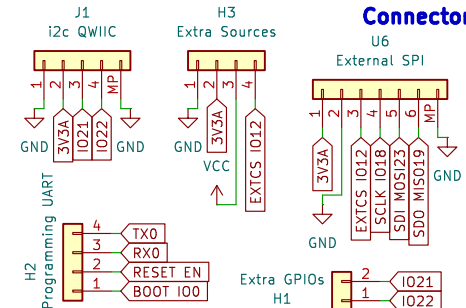 Connector
J1
i2c QWIIC
H3
Extra Sources
U6
External SPI
1
2
3
4
MP
1
2
3
4
1
2
3
4
5
6
MP
GND
3V3A
IO21
IO22
GND
GND
3V3A
VCC
EXTCS IO12
3V3A
GND
EXTCS IO12
SCLK IO18
SDI MOSI23
SDO MISO19
GND
H2
Programming UART
4
TX0
3
RX0
2
RESET EN
1
BOOT IO0
Extra GPIOs
H1
2
IO21
1
IO22